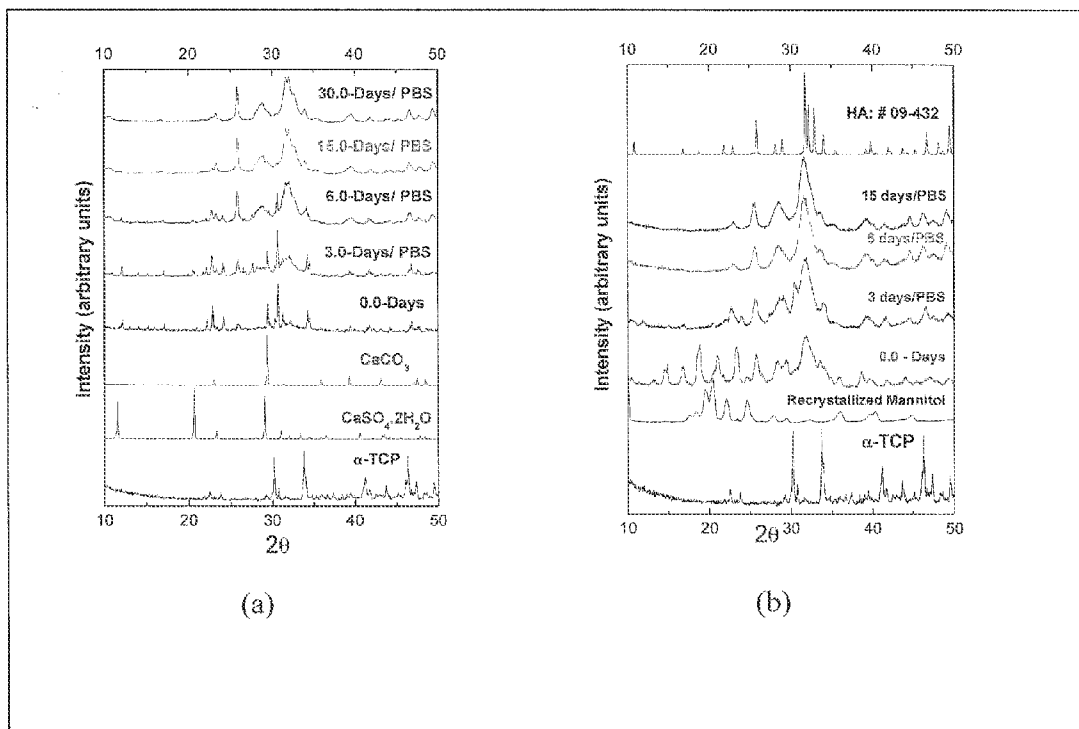 10 20 30 40 50
30.0-Days/ PBS
15.0-Days/ PBS
6.0-Days/ PBS
3.0-Days/ PBS
0.0-Days
CaCO₃
CaSO₄.2H₂O
α-TCP
Intensity (arbitrary units)
10 20 30 40 50
2θ
(a)
10 20 30 40 50
HA: # 09-432
15 days/PBS
6 days/PBS
3 days/PBS
0.0 - Days
Recrystallized Mannitol
α-TCP
Intensity (arbitrary units)
10 20 30 40 50
2θ
(b)